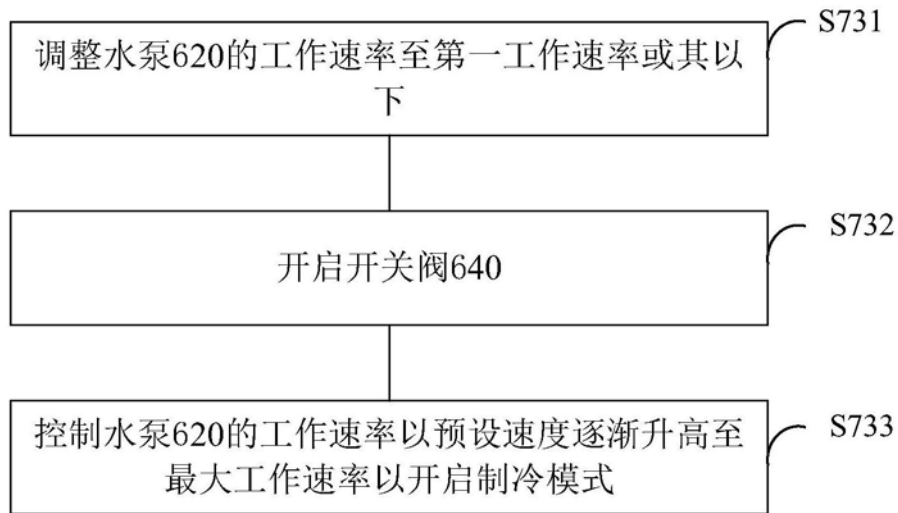 S731
调整水泵620的工作速率至第一工作速率或其以
下
S732
开启开关阀640
S733
控制水泵620的工作速率以预设速度逐渐升高至
最大工作速率以开启制冷模式